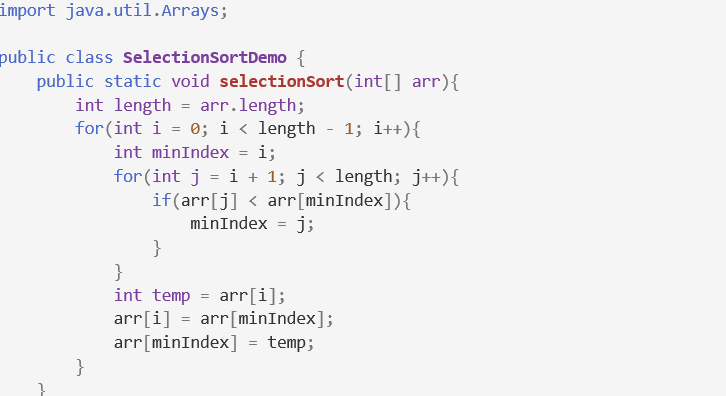 import java.util.Arrays;

public class SelectionSortDemo {
    public static void selectionSort(int[] arr){
        int length = arr.length;
        for(int i = 0; i < length - 1; i++){
            int minIndex = i;
            for(int j = i + 1; j < length; j++){
                if(arr[j] < arr[minIndex]){
                    minIndex = j;
                }
            }
            int temp = arr[i];
            arr[i] = arr[minIndex];
            arr[minIndex] = temp;
        }
    }